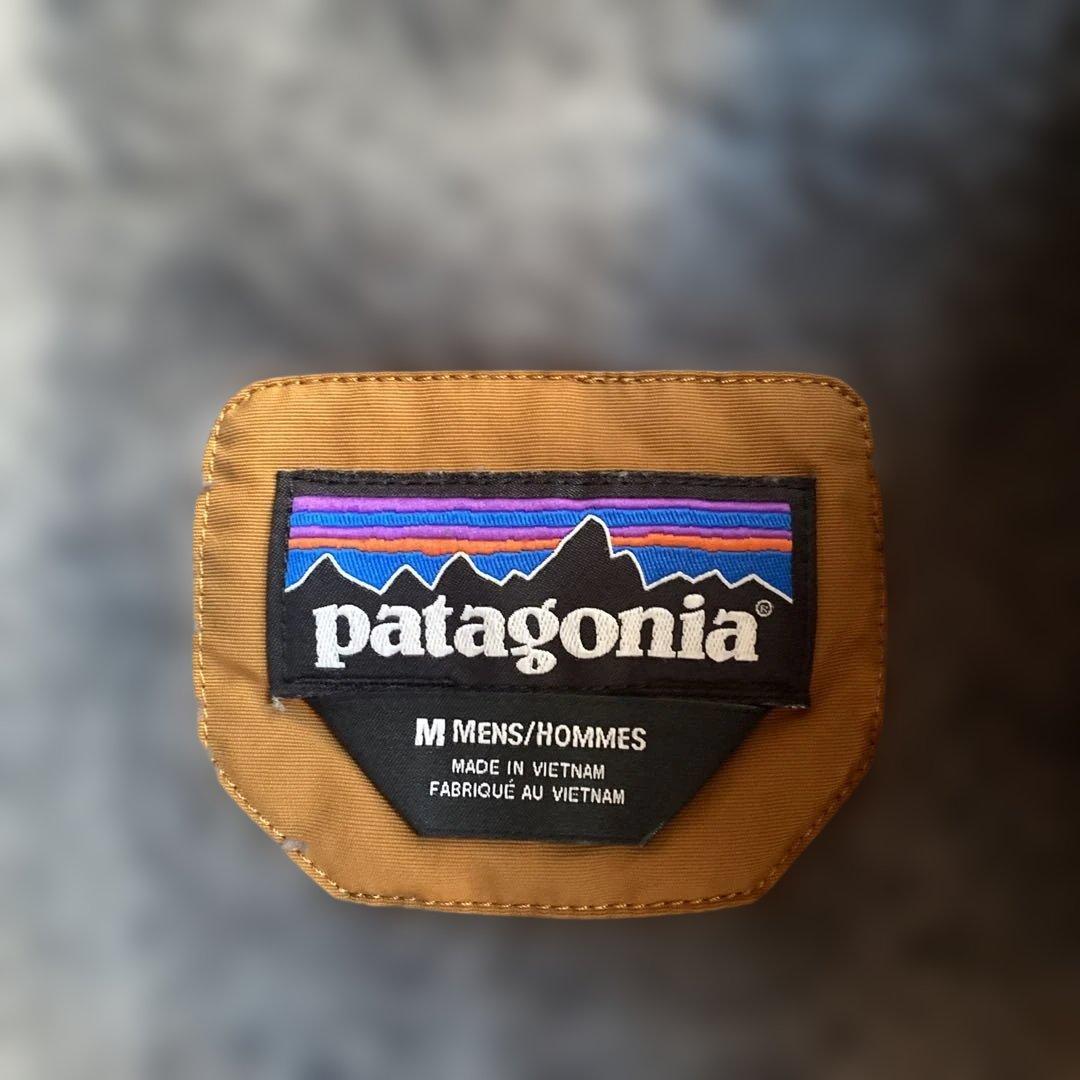 patagonia®
M MENS/HOMMES
MADE IN VIETNAM
FABRIQUÉ AU VIETNAM